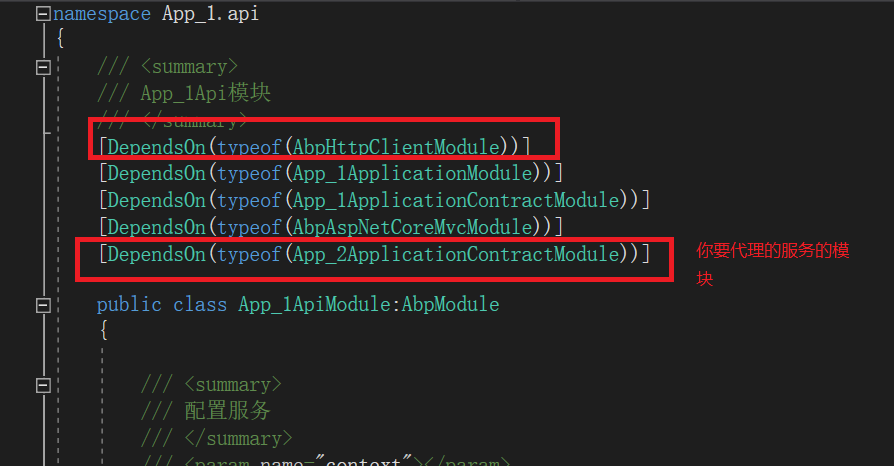 namespace App_1.api
{
/// <summary>
/// App_1Api模块
/// </summary>
[DependsOn(typeof(AbpHttpClientModule))]
[DependsOn(typeof(App_1ApplicationModule))]
[DependsOn(typeof(App_1ApplicationContractModule))]
[DependsOn(typeof(AbpAspNetCoreMvcModule))]
[DependsOn(typeof(App_2ApplicationContractModule))]
你要代理的服务的模
块
public class App_1ApiModule:AbpModule
{
/// <summary>
/// 配置服务
/// </summary>
/// <param name="context"></param>